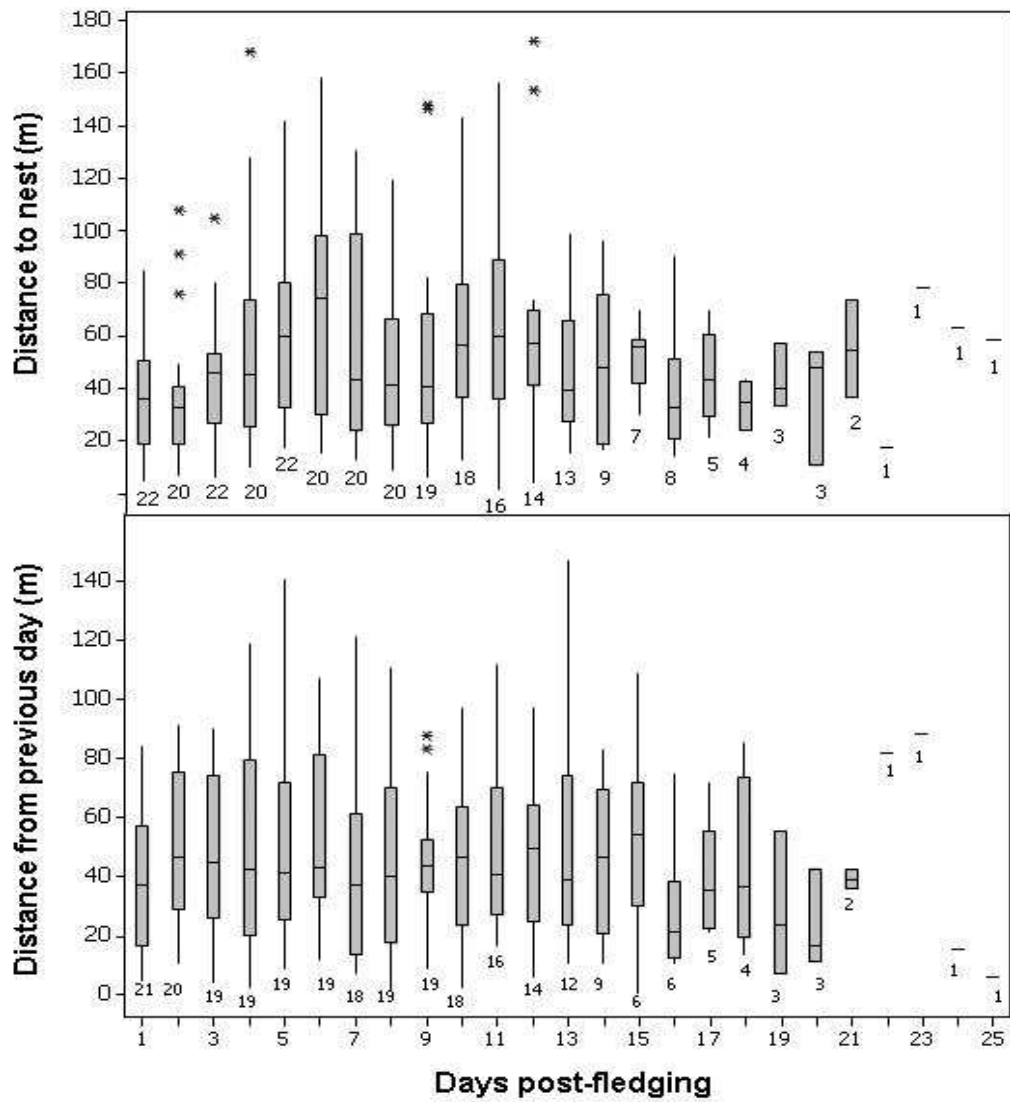 Distance to nest (m)
180
160
140
120
100
80
60
40
20
22 20 22 20 22 20 20 20 19 18 16 14 13 9 7 8 5 4 3 3 2 1 1 1 1
Distance from previous day (m)
140
120
100
80
60
40
20
0
21 20 19 19 19 19 18 19 19 18 16 14 12 9 6 6 5 4 3 3 2 1 1 1 1
1 3 5 7 9 11 13 15 17 19 21 23 25
Days post-fledging